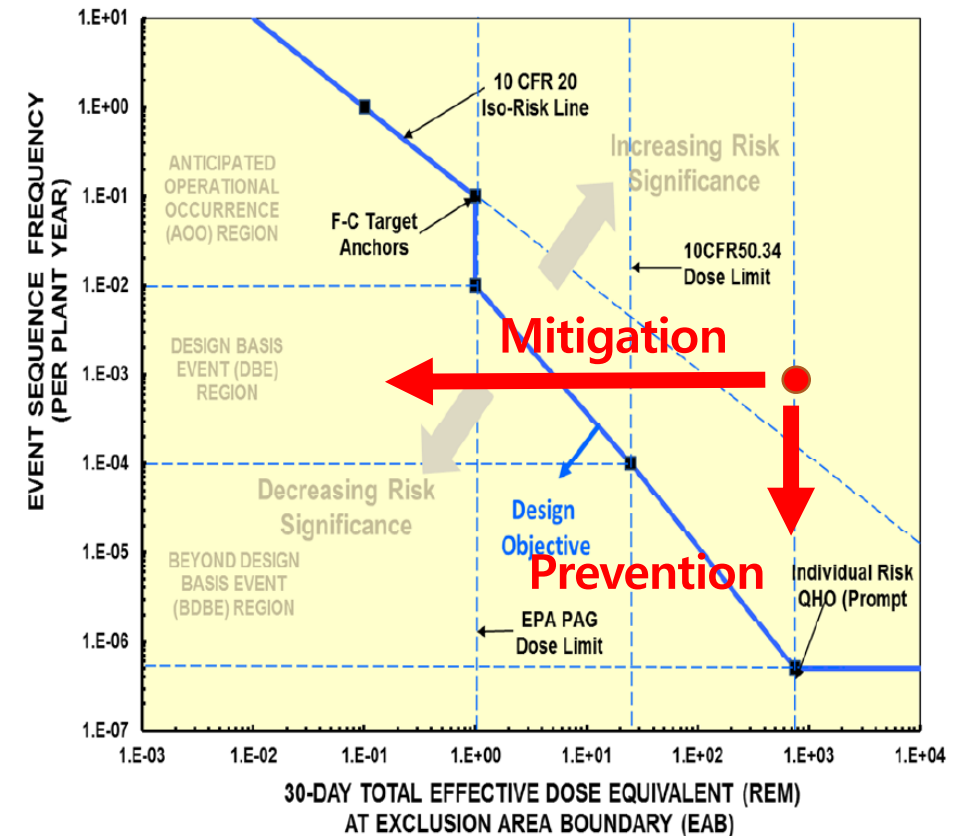 EVENT SEQUENCE FREQUENCY
(PER PLANT YEAR)
1.E+01
1.E+00
1.E-01
1.E-02
1.E-03
1.E-04
1.E-05
1.E-06
1.E-07
10 CFR 20
Iso-Risk Line
ANTICIPATED
OPERATIONAL
OCCURRENCE
(AOO) REGION
F-C Target
Anchors
Increasing Risk
Significance
10CFR50.34
Dose Limit
Mitigation
DESIGN BASIS
EVENT (DBE)
REGION
Decreasing Risk
Significance
Design
Objective
Prevention
BEYOND DESIGN
BASIS EVENT
(BDBE) REGION
Individual Risk
QHO (Prompt
EPA PAG
Dose Limit
1.E-03
1.E-02
1.E-01
1.E+00
1.E+01
1.E+02
1.E+03
1.E+04
30-DAY TOTAL EFFECTIVE DOSE EQUIVALENT (REM)
AT EXCLUSION AREA BOUNDARY (EAB)